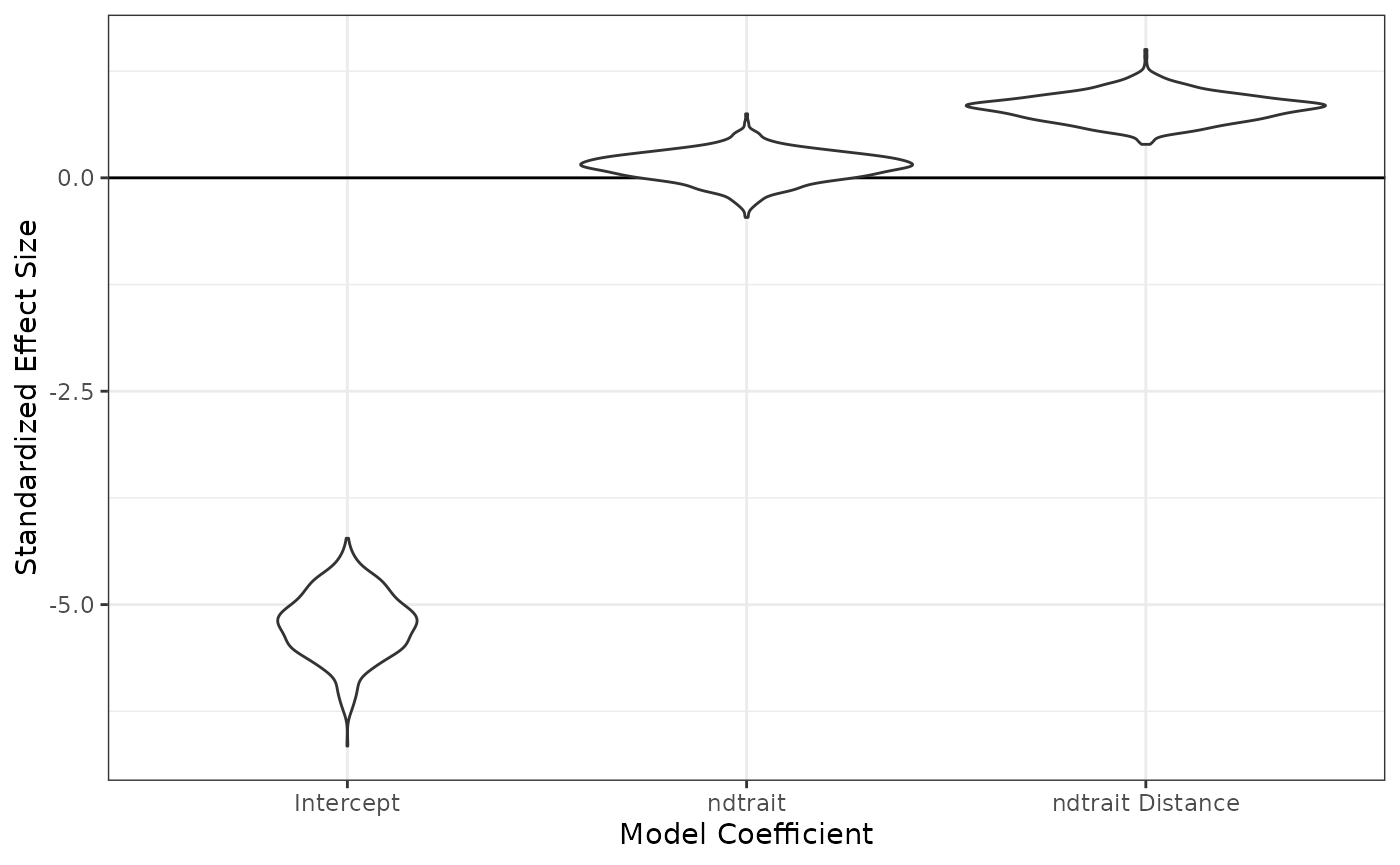 Standardized Effect Size
0.0
-2.5
-5.0
Intercept
ndtrait
ndtrait Distance
Model Coefficient